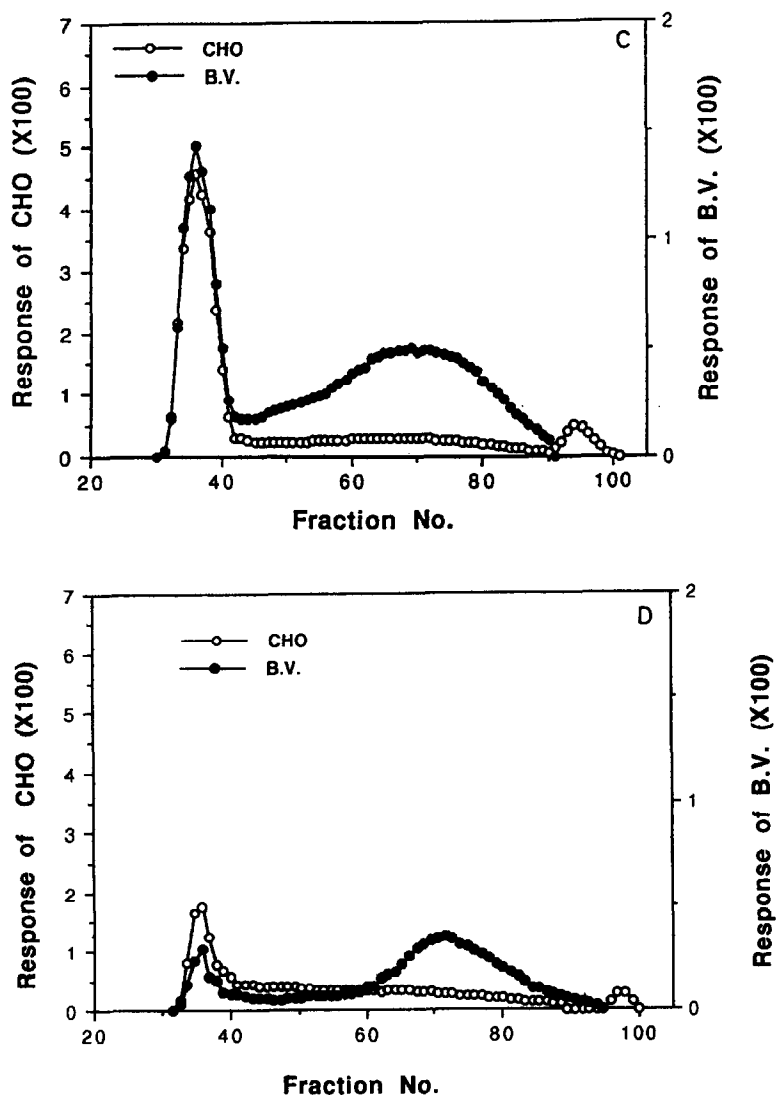 C
CHO
B.V.
Response of CHO (X100)
7
6
5
4
3
2
1
0
2
1
0
Response of B.V. (X100)
20
40
60
80
100
Fraction No.
D
CHO
B.V.
Response of CHO (X100)
7
6
5
4
3
2
1
0
2
1
0
Response of B.V. (X100)
20
40
60
80
100
Fraction No.